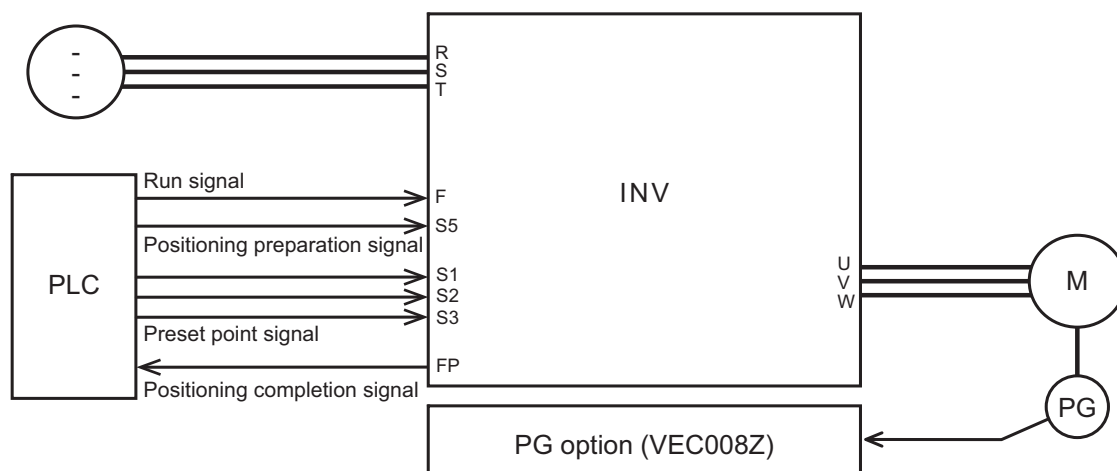 -
-
-
R
S
T
Run signal
F
INV
S5
Positioning preparation signal
PLC
S1
S2
S3
Preset point signal
FP
Positioning completion signal
U
V
W
M
PG
PG option (VEC008Z)